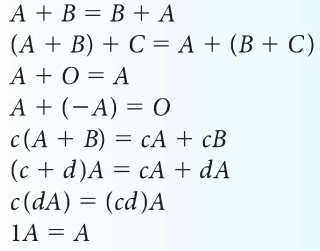 A + B = B + A
(A + B) + C = A + (B + C)
A + O = A
A + (−A) = O
c(A + B) = cA + cB
(c + d)A = cA + dA
c(dA) = (cd)A
1A = A